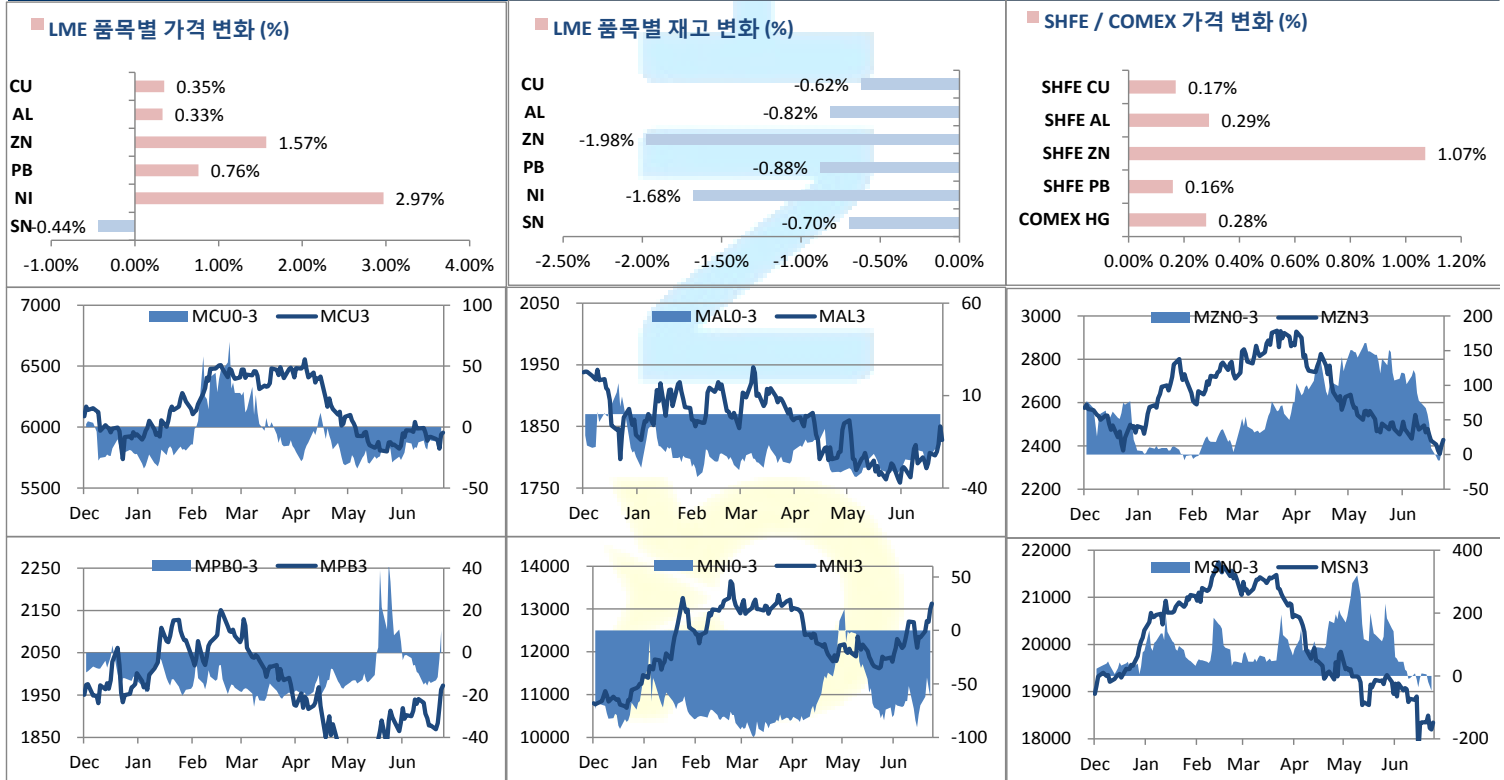 LME 품목별 가격 변화 (%)
CU 0.35%
AL 0.33%
ZN 1.57%
PB 0.76%
NI 2.97%
SN -0.44%
-1.00% 0.00% 1.00% 2.00% 3.00% 4.00%
LME 품목별 재고 변화 (%)
CU -0.62%
AL -0.82%
ZN -1.98%
PB -0.88%
NI -1.68%
SN -0.70%
-2.50% -2.00% -1.50% -1.00% -0.50% 0.00%
SHFE / COMEX 가격 변화 (%)
SHFE CU 0.17%
SHFE AL 0.29%
SHFE ZN 1.07%
SHFE PB 0.16%
COMEX HG 0.28%
0.00% 0.20% 0.40% 0.60% 0.80% 1.00% 1.20%
MCU0-3 MCU3
7000 100
6500 50
6000 0
5500 -50
Dec Jan Feb Mar Apr May Jun
MAL0-3 MAL3
2050 60
1950
10
1850
1750 -40
Dec Jan Feb Mar Apr May Jun
MZN0-3 MZN3
3000 200
150
2800
100
2600
50
2400
0
2200 -50
Dec Jan Feb Mar Apr May Jun
MPB0-3 MPB3
2250 40
2150 20
2050 0
1950 -20
1850 -40
Dec Jan Feb Mar Apr May Jun
MNI0-3 MNI3
14000
50
13000
0
12000
-50
11000
10000 -100
Dec Jan Feb Mar Apr May Jun
MSN0-3 MSN3
22000 400
21000
200
20000
0
19000
18000 -200
Dec Jan Feb Mar Apr May Jun